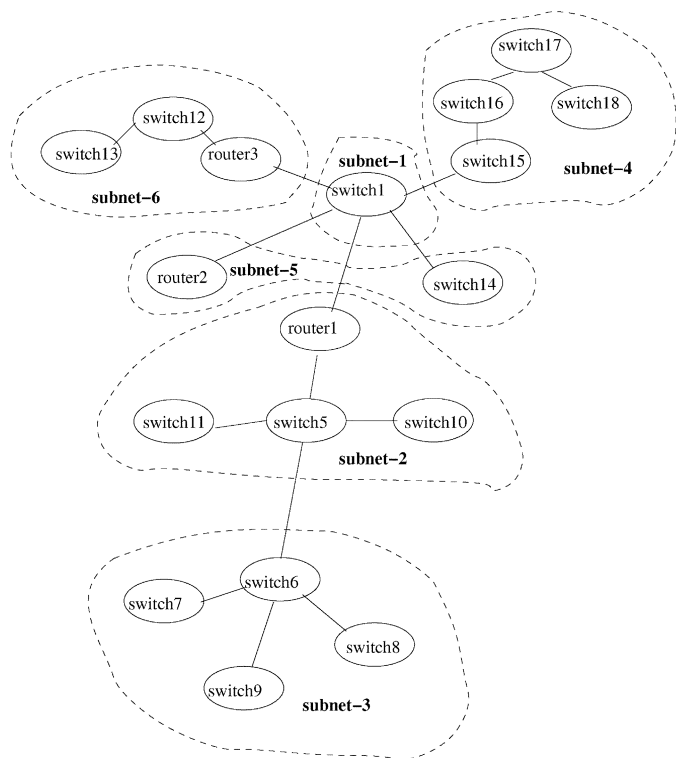 switch17
switch16
switch18
switch12
switch13
router3
subnet-1
switch15
subnet-4
subnet-6
switch1
router2
subnet-5
switch14
router1
switch11
switch5
switch10
subnet-2
switch6
switch7
switch8
switch9
subnet-3